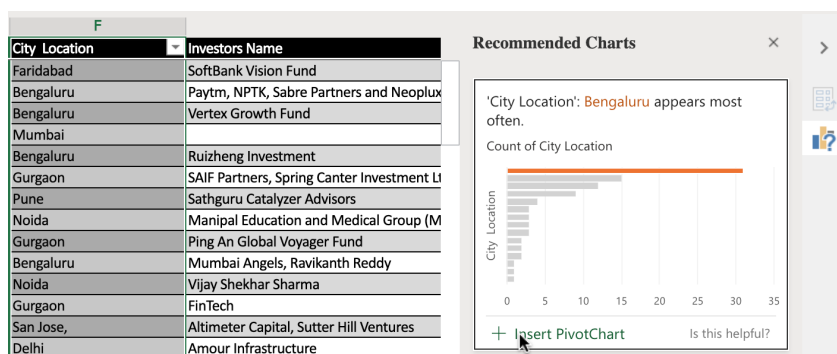 F
City Location Investors Name
Faridabad SoftBank Vision Fund
Bengaluru Paytm, NPTK, Sabre Partners and Neoplux
Bengaluru Vertex Growth Fund
Mumbai
Bengaluru Ruizheng Investment
Gurgaon SAIF Partners, Spring Canter Investment Lt
Pune Sathguru Catalyzer Advisors
Noida Manipal Education and Medical Group (M
Gurgaon Ping An Global Voyager Fund
Bengaluru Mumbai Angels, Ravikanth Reddy
Noida Vijay Shekhar Sharma
Gurgaon FinTech
San Jose, Altimeter Capital, Sutter Hill Ventures
Delhi Amour Infrastructure
Recommended Charts
'City Location': Bengaluru appears most
often.
Count of City Location
City Location
0 5 10 15 20 25 30 35
+ Insert PivotChart Is this helpful?